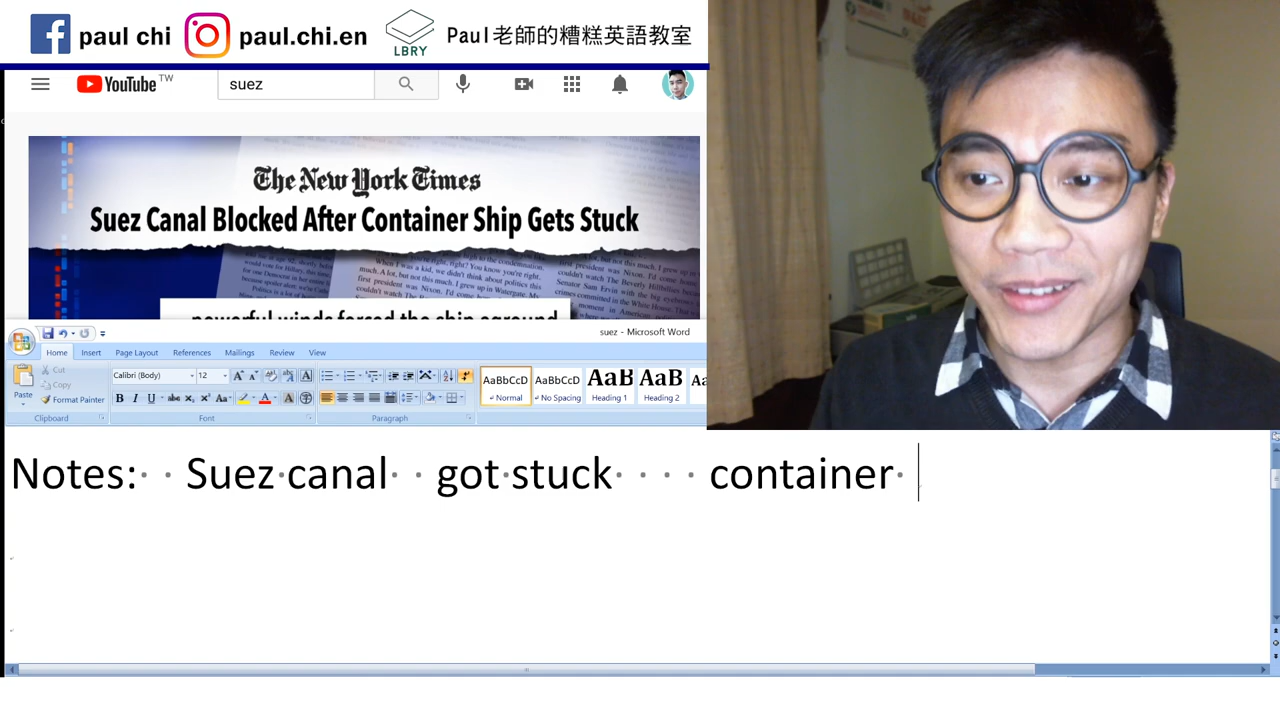 paul chi paul.chi.en LBRY Paul老師的糟糕英語教室
YouTube TW suez
The New York Times
Suez Canal Blocked After Container Ship Gets Stuck
powerful winds forced the ship aground
suez - Microsoft Word
Home Insert Page Layout References Mailings Review View
Cut
Copy
Paste
Format Painter
Calibri (Body) 12
AaBbCcD AaBbCcD AaB AaB
Normal No Spacing Heading 1 Heading 2
Clipboard Font Paragraph
Notes: Suez canal got stuck container